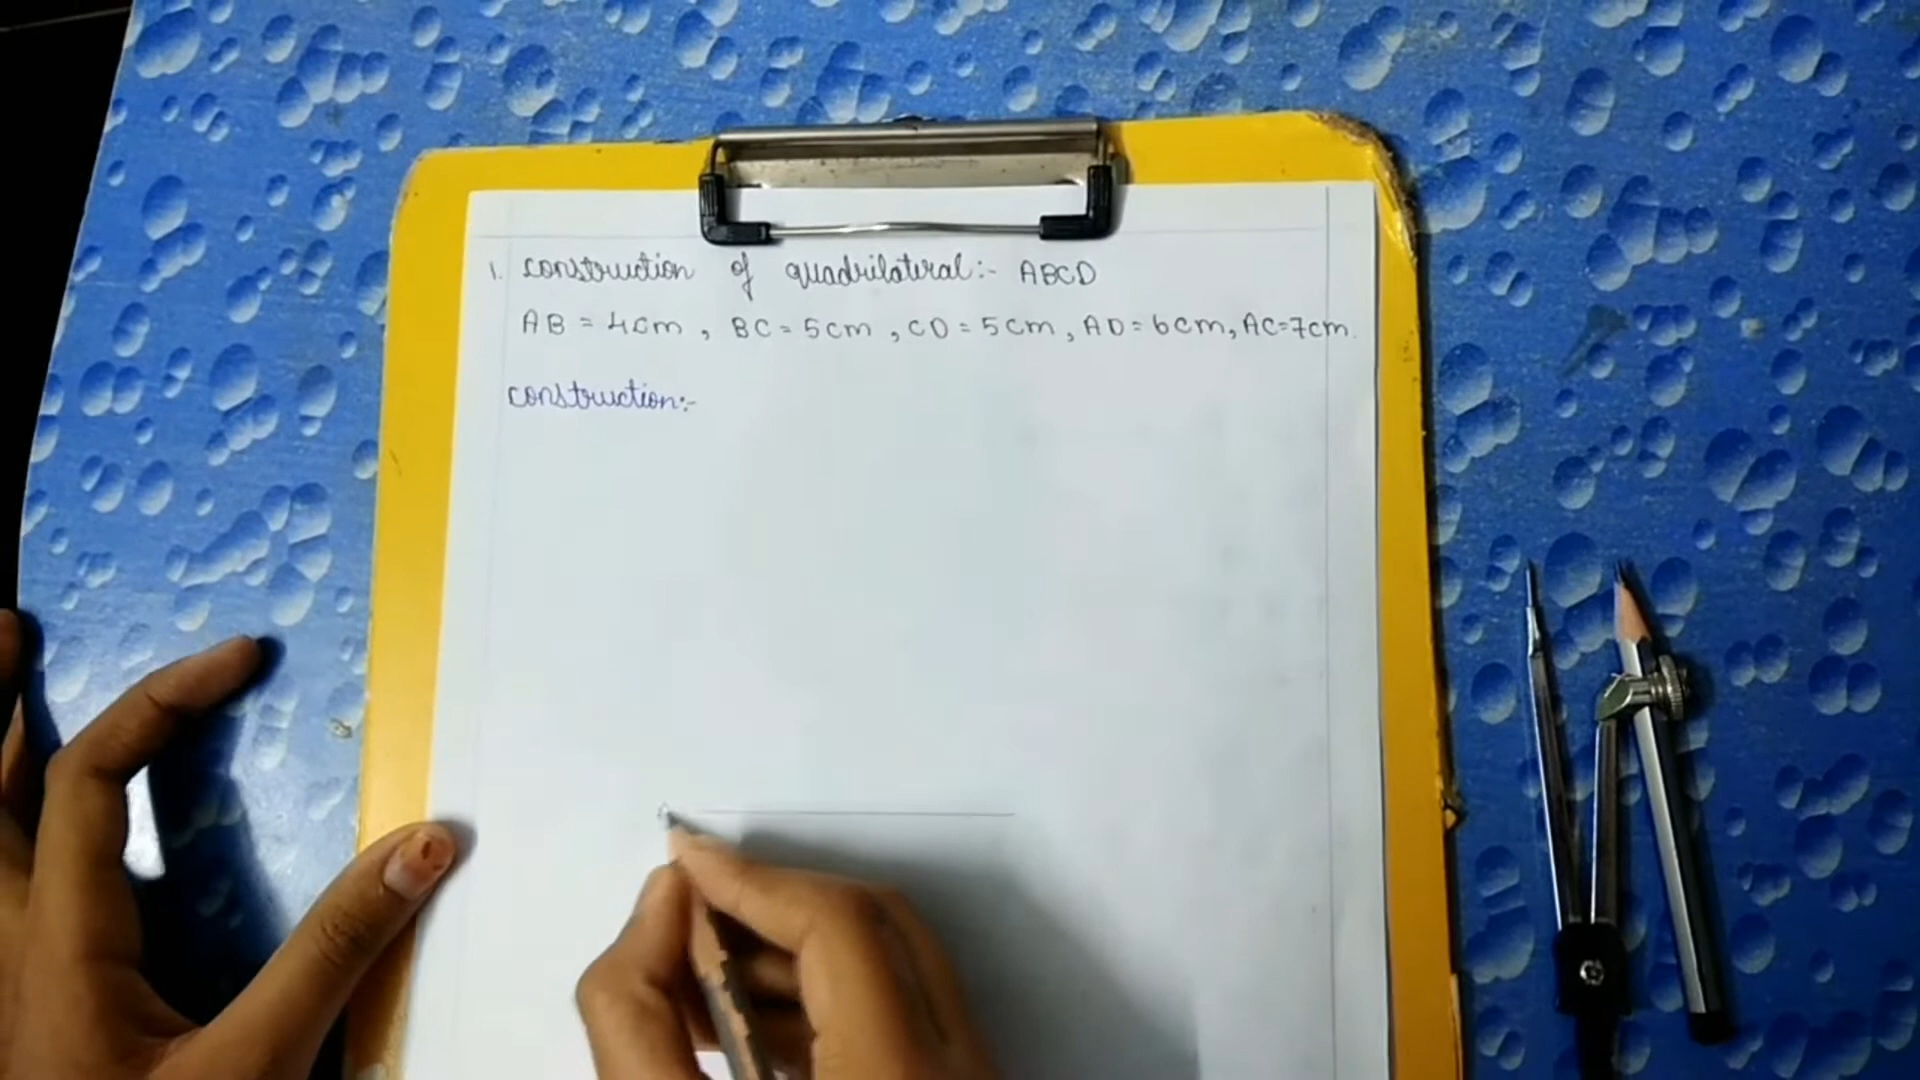 1. construction of quadrilateral:- ABCD
AB = 4cm, BC = 5cm, CD = 5cm, AD = 6cm, AC=7cm.
construction:-
A